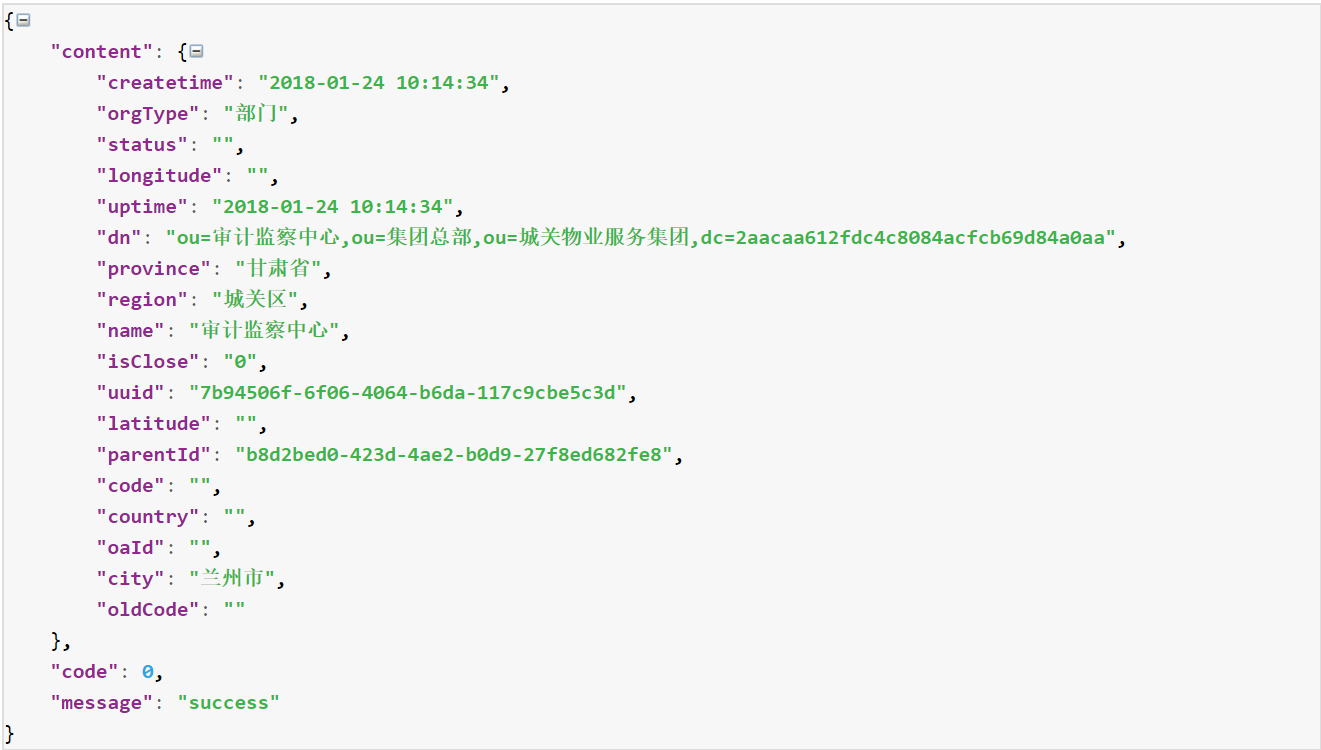 {
"content": {
"createtime": "2018-01-24 10:14:34",
"orgType": "部门",
"status": "",
"longitude": "",
"uptime": "2018-01-24 10:14:34",
"dn": "ou=审计监察中心,ou=集团总部,ou=城关物业服务集团,dc=2aacaa612fdc4c8084acfcb69d84a0aa",
"province": "甘肃省",
"region": "城关区",
"name": "审计监察中心",
"isClose": "0",
"uuid": "7b94506f-6f06-4064-b6da-117c9cbe5c3d",
"latitude": "",
"parentId": "b8d2bed0-423d-4ae2-b0d9-27f8ed682fe8",
"code": "",
"country": "",
"oaId": "",
"city": "兰州市",
"oldCode": ""
},
"code": 0,
"message": "success"
}